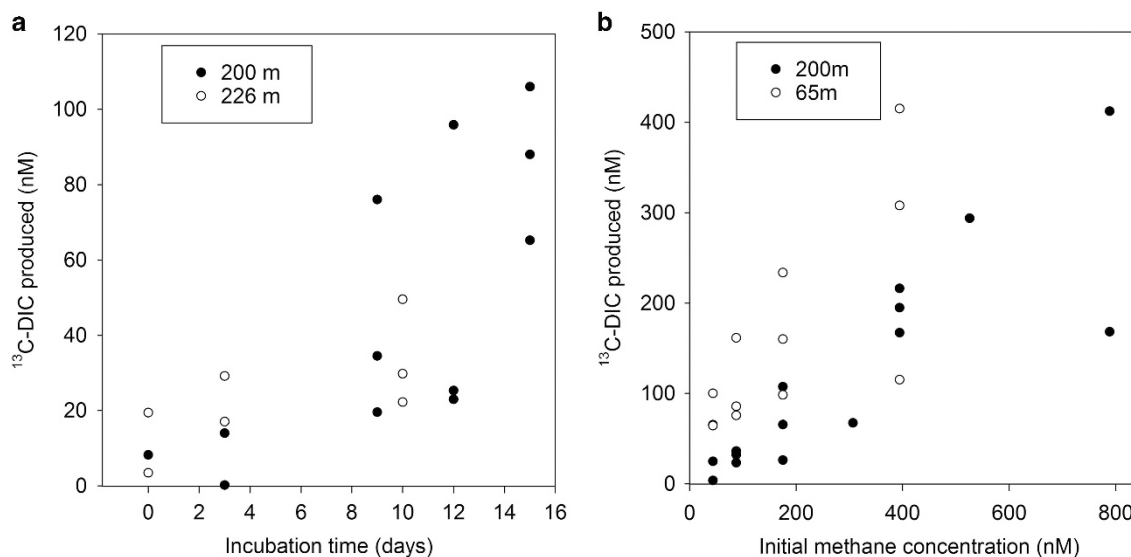 a
120
100
80
60
40
20
0
¹³C-DIC produced (nM)
200 m
226 m
0 2 4 6 8 10 12 14 16
Incubation time (days)
b
500
400
300
200
100
0
¹³C-DIC produced (nM)
200m
65m
0 200 400 600 800
Initial methane concentration (nM)